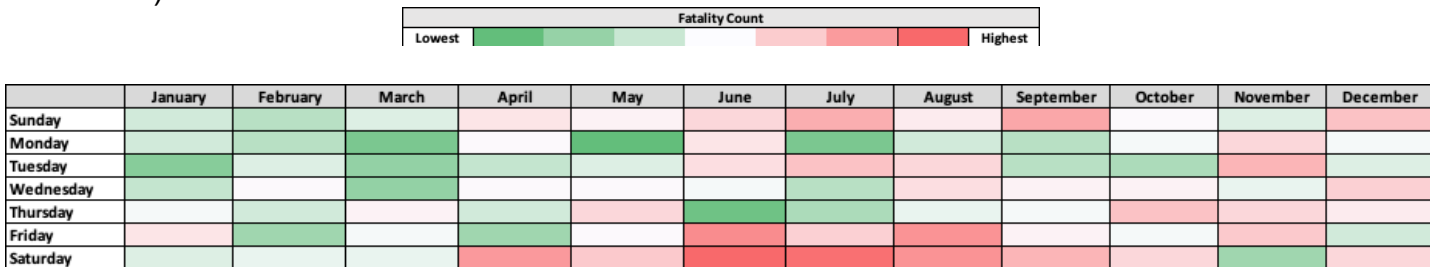 Fatality Count
Lowest Highest
January February March April May June July August September October November December
Sunday
Monday
Tuesday
Wednesday
Thursday
Friday
Saturday